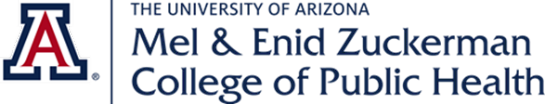 THE UNIVERSITY OF ARIZONA
A® Mel & Enid Zuckerman
College of Public Health